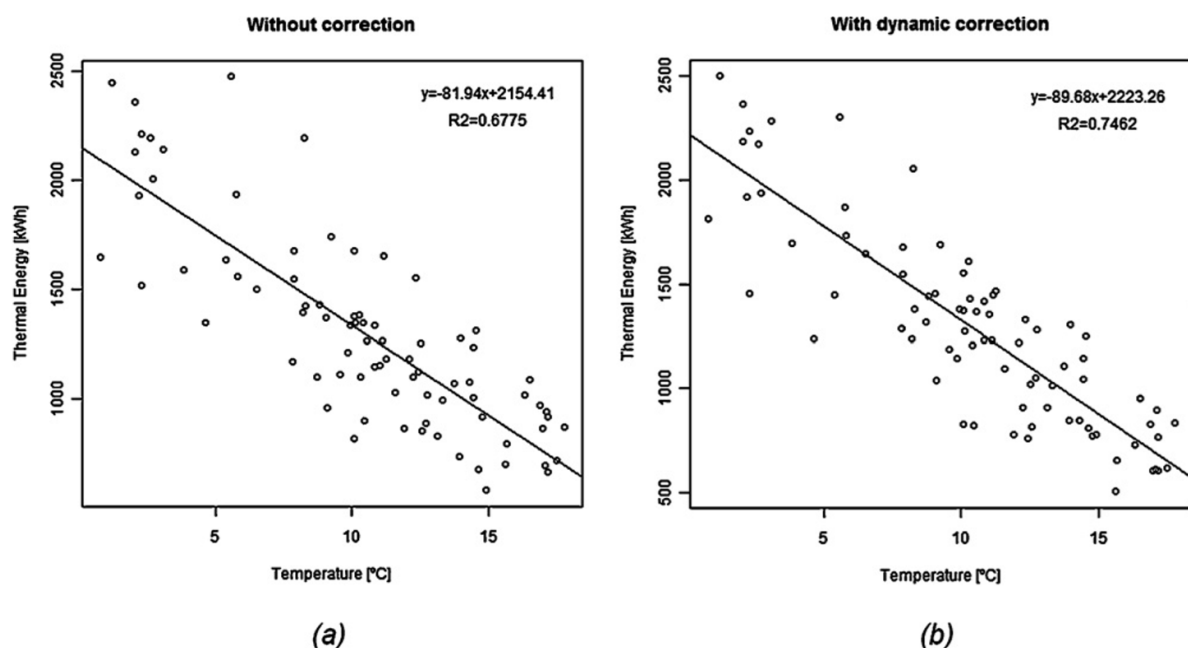 Without correction
y=-81.94x+2154.41
R2=0.6775
2500
2000
1500
1000
Thermal Energy [kWh]
5
10
15
Temperature [ºC]
(a)
With dynamic correction
y=-89.68x+2223.26
R2=0.7462
2500
2000
1500
1000
500
Thermal Energy [kWh]
5
10
15
Temperature [ºC]
(b)